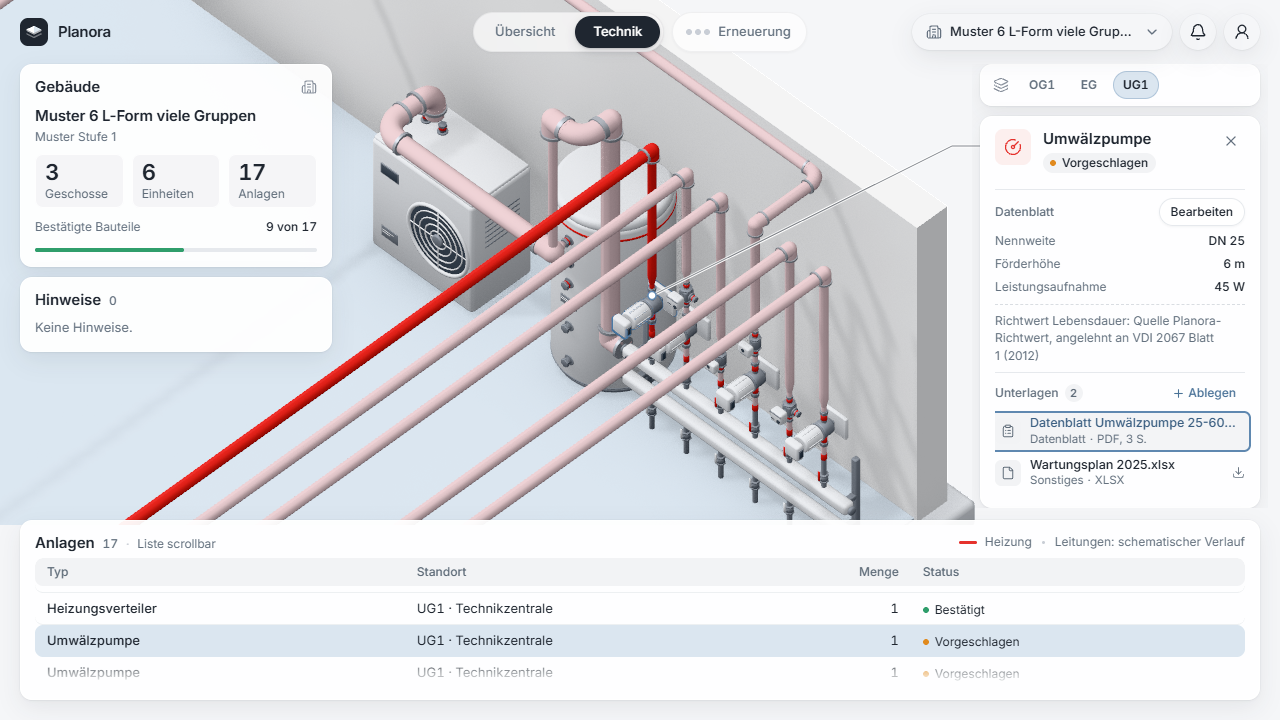 Planora
Übersicht
Technik
Erneuerung
Muster 6 L-Form viele Grup...
Gebäude
Muster 6 L-Form viele Gruppen
Muster Stufe 1
3
Geschosse
6
Einheiten
17
Anlagen
Bestätigte Bauteile
9 von 17
Hinweise 0
Keine Hinweise.
OG1
EG
UG1
Umwälzpumpe
Vorgeschlagen
Datenblatt
Bearbeiten
Nennweite
DN 25
Förderhöhe
6 m
Leistungsaufnahme
45 W
Richtwert Lebensdauer: Quelle Planora-
Richtwert, angelehnt an VDI 2067 Blatt
1 (2012)
Unterlagen 2
+ Ablegen
Datenblatt Umwälzpumpe 25-60...
Datenblatt · PDF, 3 S.
Wartungsplan 2025.xlsx
Sonstiges · XLSX
Anlagen 17 · Liste scrollbar
Heizung · Leitungen: schematischer Verlauf
Typ Standort Menge Status
Heizungsverteiler UG1 · Technikzentrale 1 Bestätigt
Umwälzpumpe UG1 · Technikzentrale 1 Vorgeschlagen
Umwälzpumpe UG1 · Technikzentrale 1 Vorgeschlagen